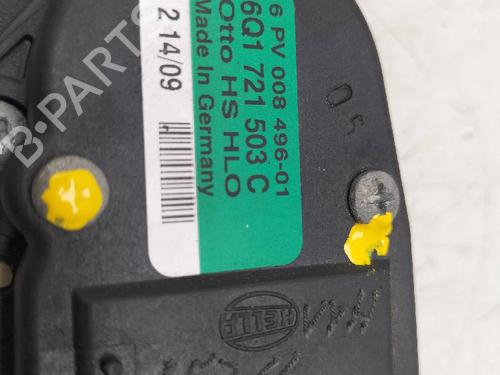 6 PV 008 496-01
6Q1 721 503 C
Otto HS HLO
Made In Germany
2 14/09
05
HELLA
B-PARTS